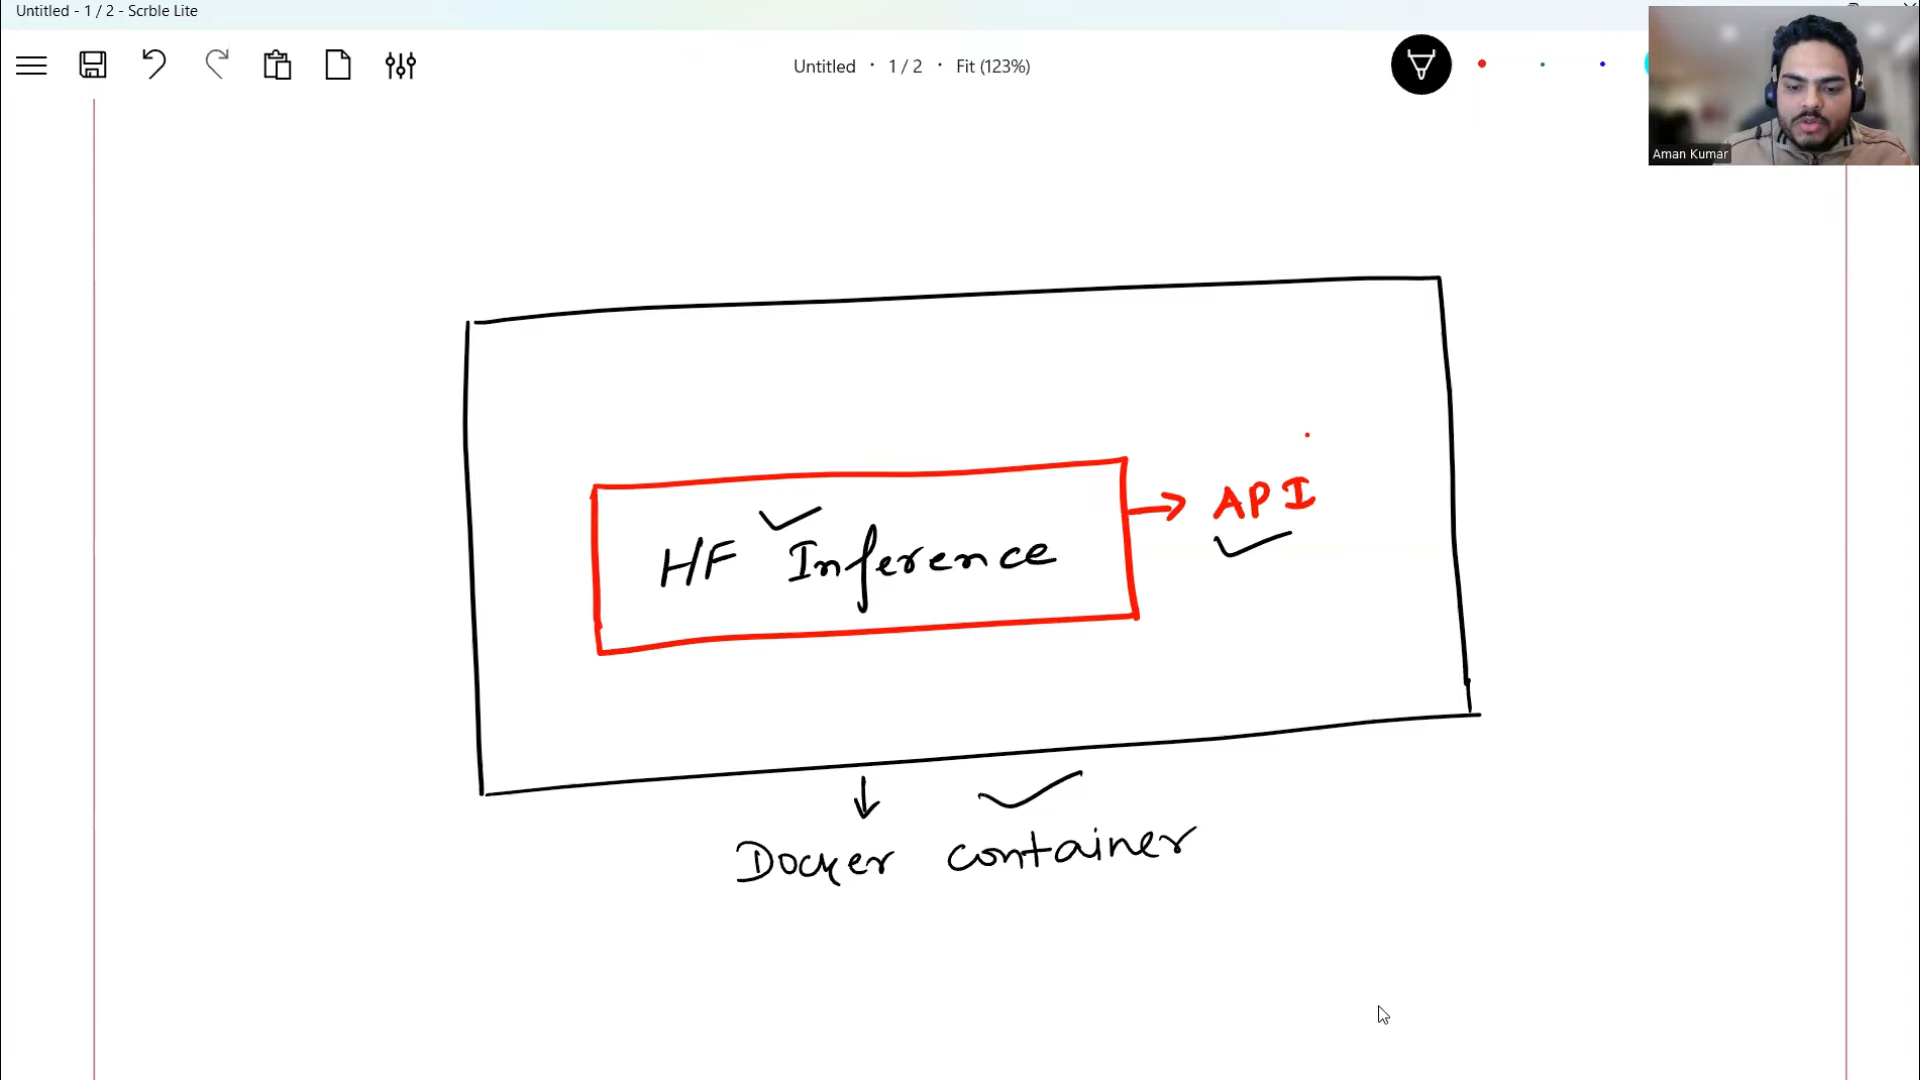 Untitled - 1 / 2 - Scrble Lite
Untitled • 1 / 2 • Fit (123%)
Aman Kumar
HF Inference
API
Docker container